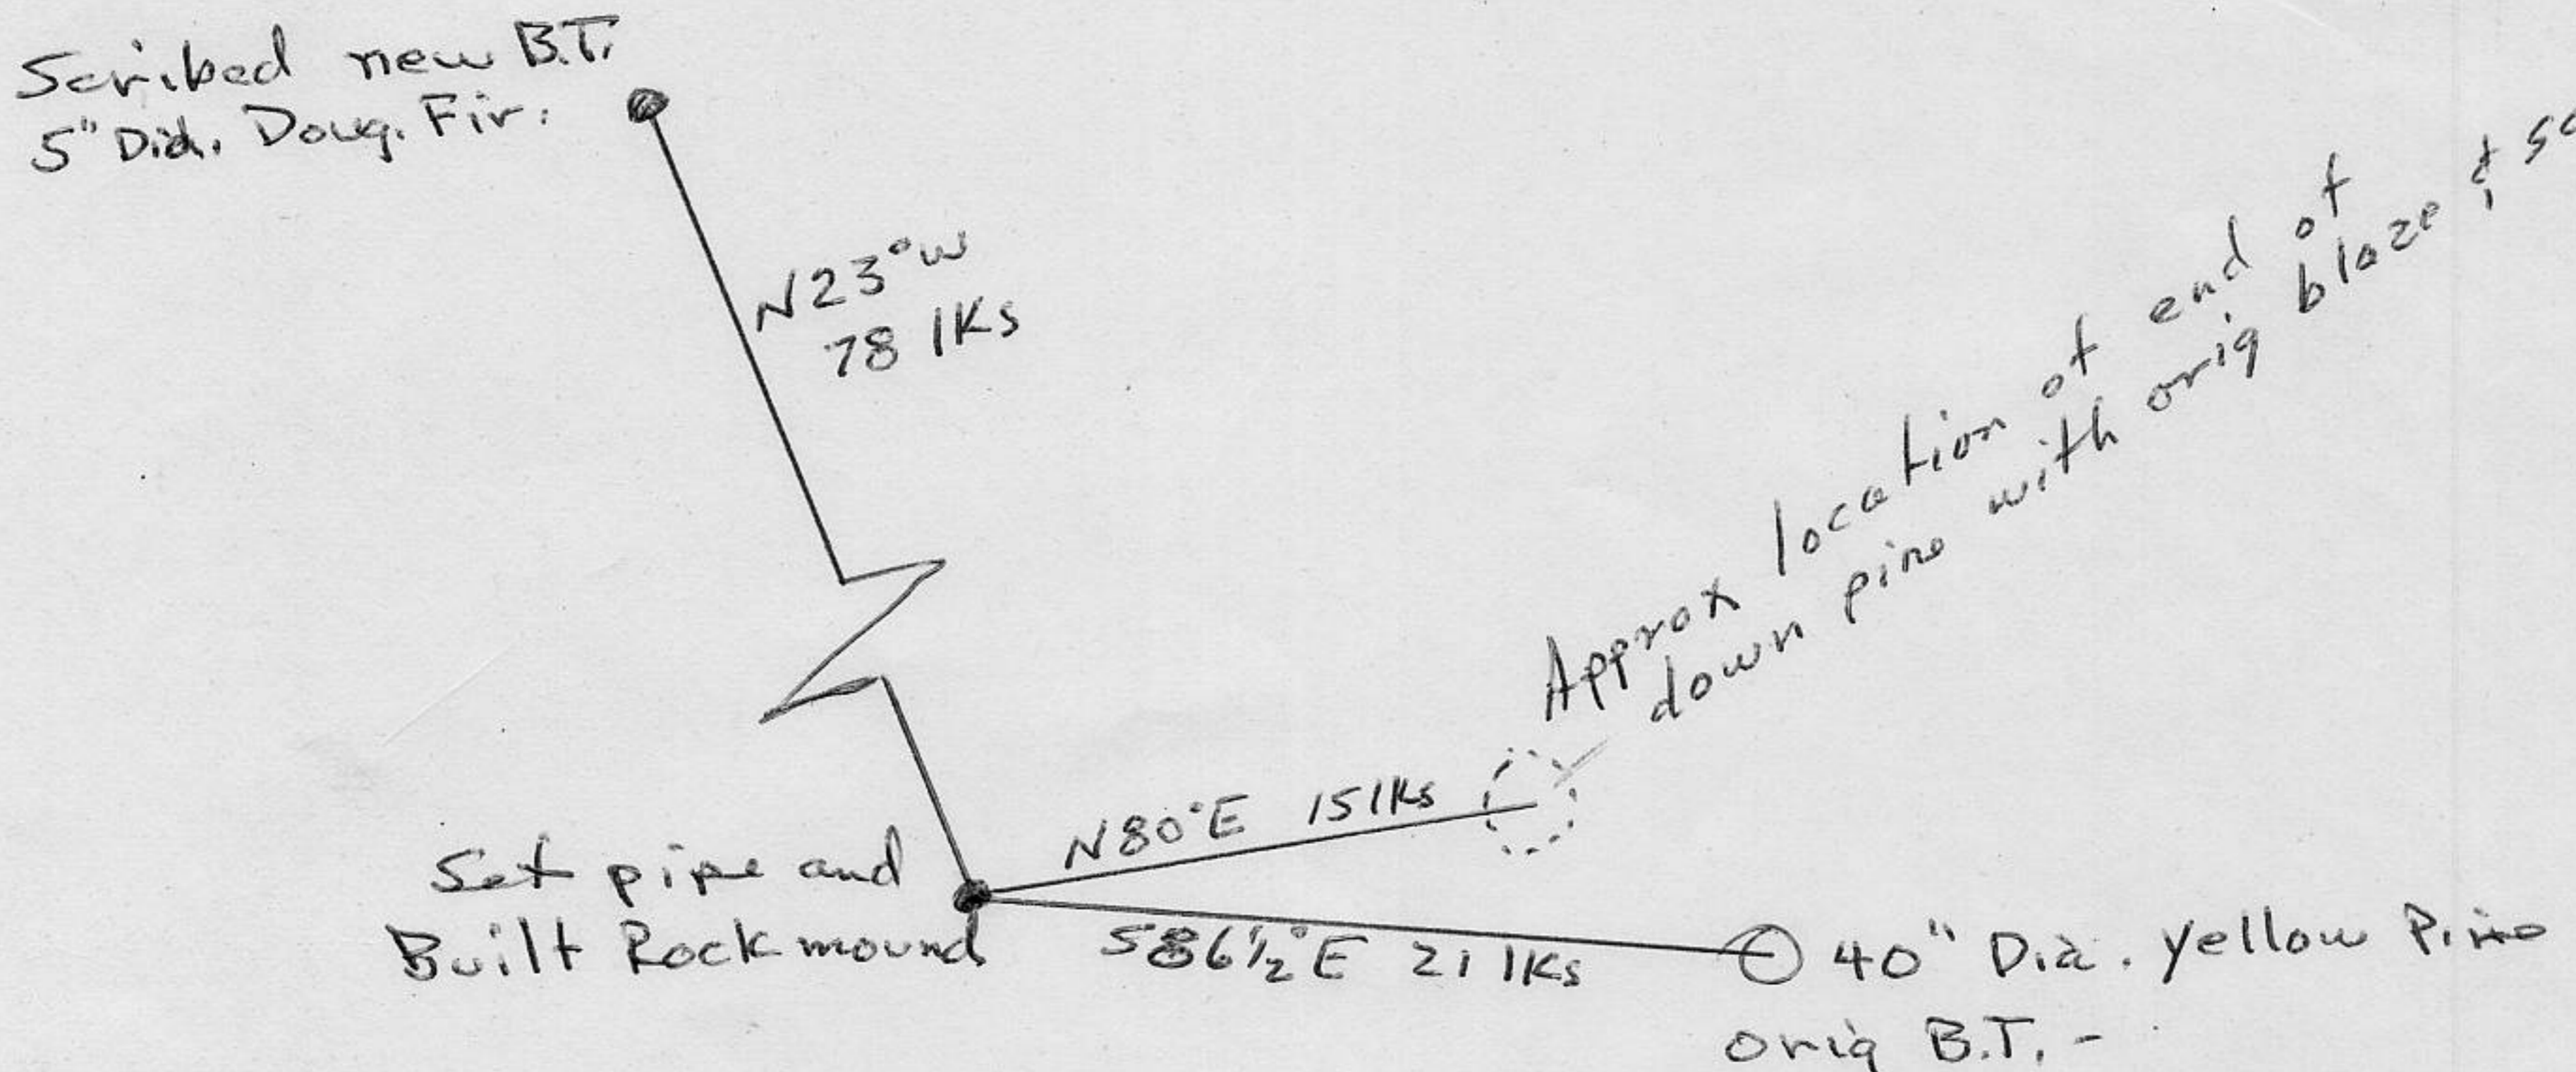 Scribed new B.T.
5" Dia. Doug. Fir.
N23°W
78 lKs
Approx location of end of
down pine with orig blaze &
N80°E 15 lKs
Set pipe and
Built Rock mound
S86½°E 21 lKs
40" Dia. Yellow Pine
orig B.T. -